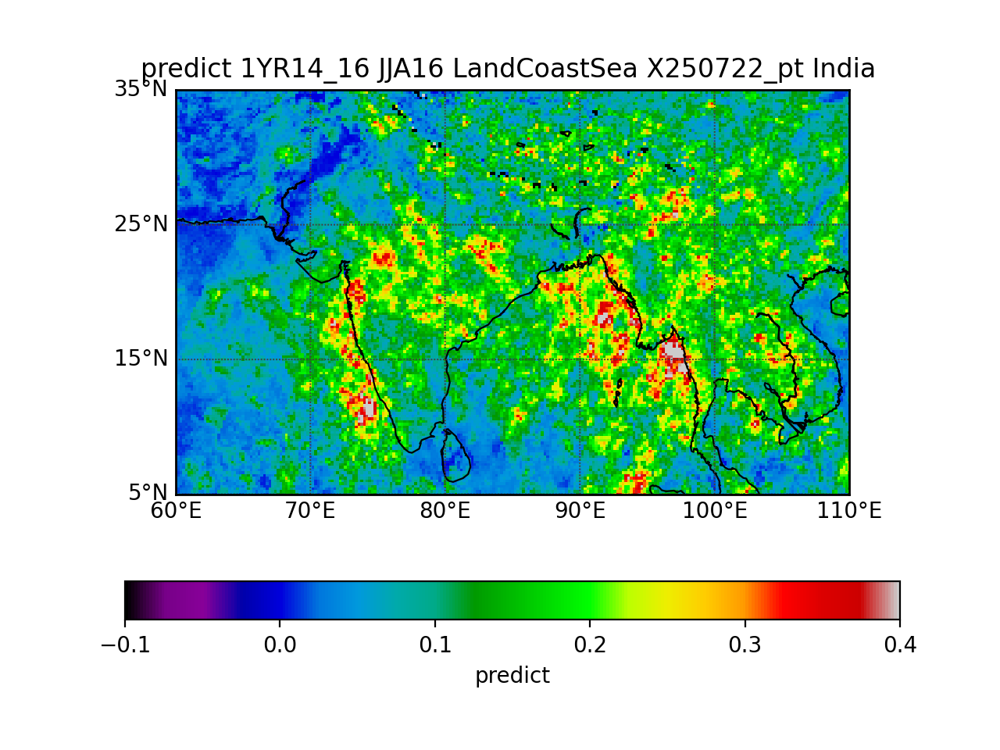 predict 1YR14_16 JJA16 LandCoastSea X250722_pt India
35°N
25°N
15°N
5°N
60°E 70°E 80°E 90°E 100°E 110°E
−0.1 0.0 0.1 0.2 0.3 0.4
predict